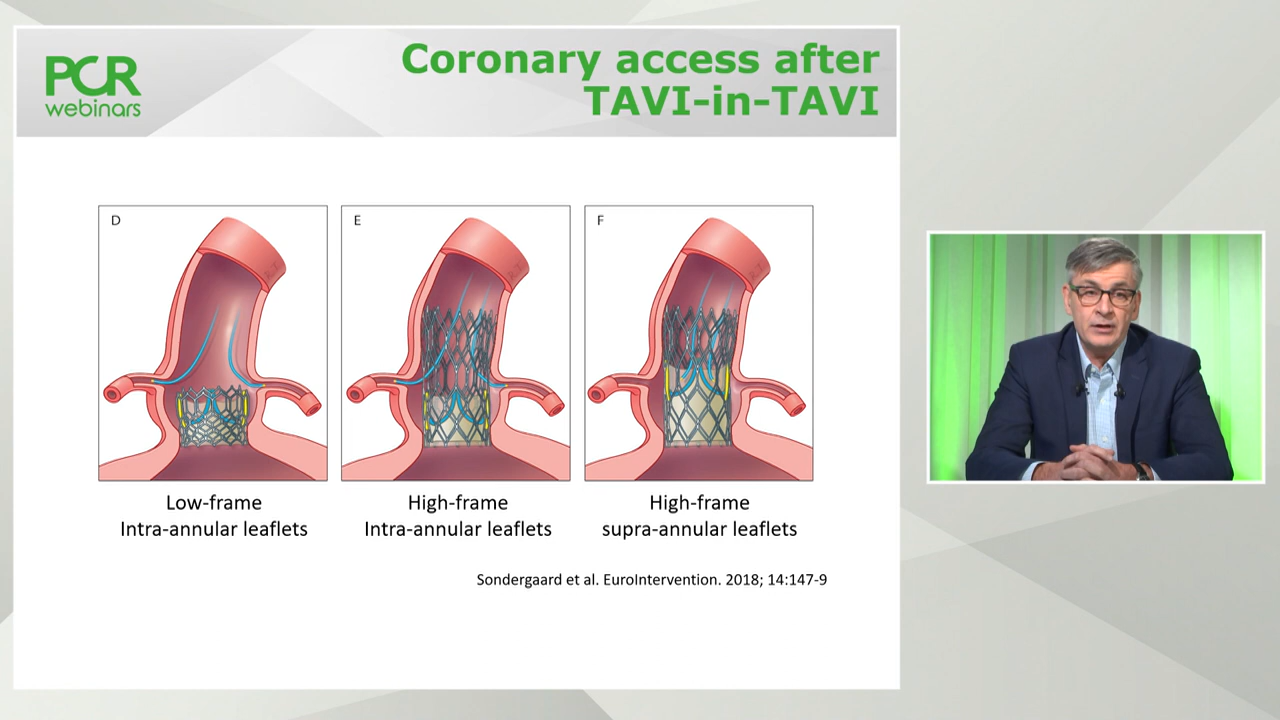 PCR
webinars
Coronary access after
TAVI-in-TAVI
D
E
F
Low-frame
Intra-annular leaflets
High-frame
Intra-annular leaflets
High-frame
supra-annular leaflets
Sondergaard et al. EuroIntervention. 2018; 14:147-9